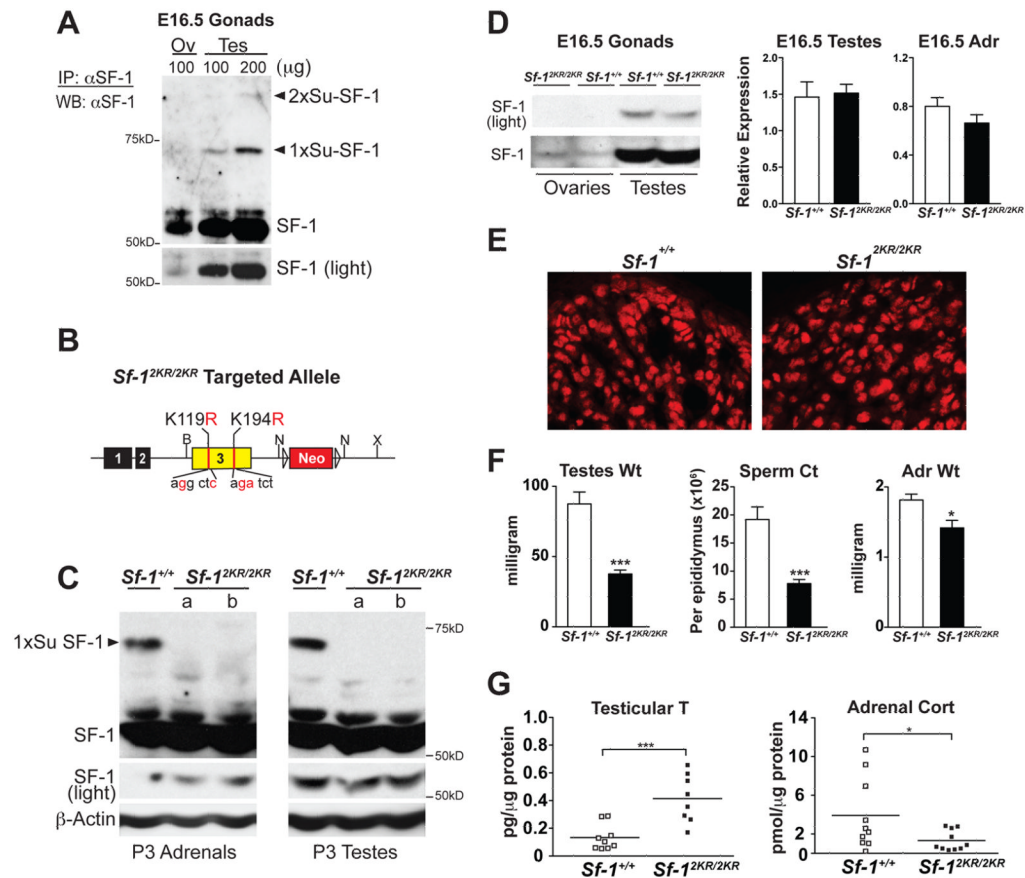 A
E16.5 Gonads
Ov Tes
100 100 200 (µg)
IP: αSF-1
WB: αSF-1
2xSu-SF-1
75kD
1xSu-SF-1
SF-1
50kD
SF-1 (light)
50kD
B
Sf-1 2KR/2KR Targeted Allele
K119R K194R
B N N X
1 2 3 Neo
agg ctc aga tct
C
Sf-1+/+ Sf-1 2KR/2KR Sf-1+/+ Sf-1 2KR/2KR
a b a b
1xSu SF-1
75kD
SF-1
50kD
SF-1
(light)
50kD
β-Actin
P3 Adrenals P3 Testes
D
E16.5 Gonads
Sf-1 2KR/2KR Sf-1+/+ Sf-1+/+ Sf-1 2KR/2KR
SF-1
(light)
SF-1
Ovaries Testes
E16.5 Testes
Relative Expression
2.0
1.5
1.0
0.5
0.0
Sf-1+/+ Sf-1 2KR/2KR
E16.5 Adr
1.2
0.8
0.4
0.0
Sf-1+/+ Sf-1 2KR/2KR
E
Sf-1 +/+ Sf-1 2KR/2KR
F
Testes Wt
milligram
100
50
0
***
Sf-1+/+ Sf-1 2KR/2KR
Sperm Ct
Per epididymus (x10⁶)
25
20
15
10
5
0
***
Sf-1+/+ Sf-1 2KR/2KR
Adr Wt
milligram
2
1
0
*
Sf-1+/+ Sf-1 2KR/2KR
G
Testicular T
pg/µg protein
1.0
0.8
0.6
0.4
0.2
0
***
Sf-1+/+ Sf-1 2KR/2KR
Adrenal Cort
pmol/µg protein
14
10
6
2
0
*
Sf-1+/+ Sf-1 2KR/2KR